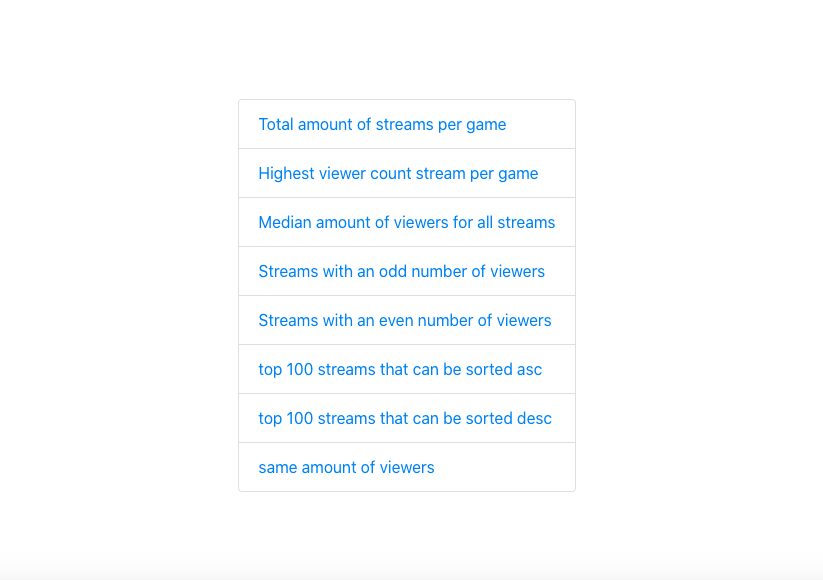 Total amount of streams per game
Highest viewer count stream per game
Median amount of viewers for all streams
Streams with an odd number of viewers
Streams with an even number of viewers
top 100 streams that can be sorted asc
top 100 streams that can be sorted desc
same amount of viewers